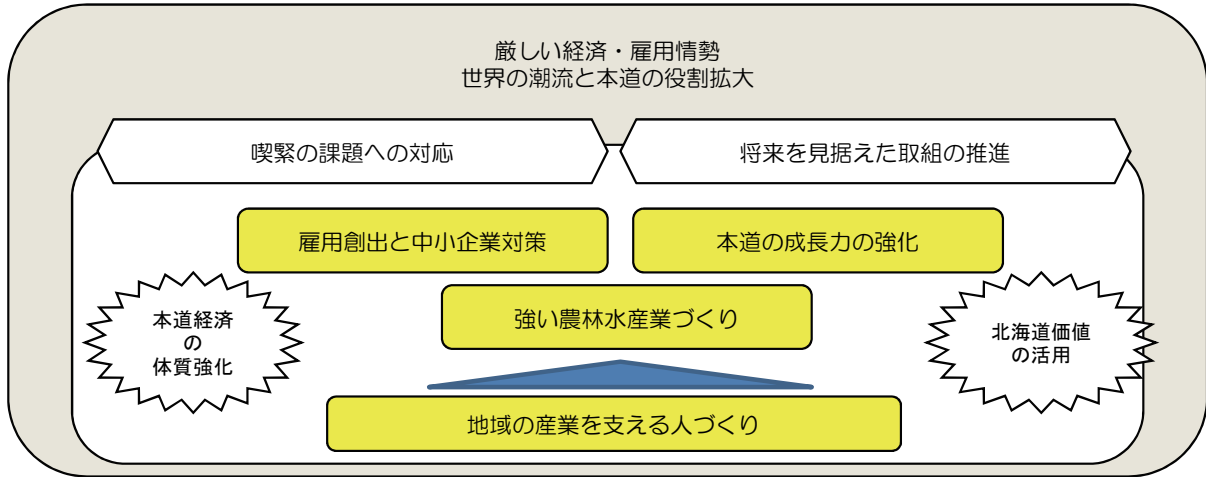 厳しい経済・雇用情勢
世界の潮流と本道の役割拡大
喫緊の課題への対応
将来を見据えた取組の推進
雇用創出と中小企業対策
本道の成長力の強化
強い農林水産業づくり
本道経済
の
体質強化
北海道価値
の活用
地域の産業を支える人づくり